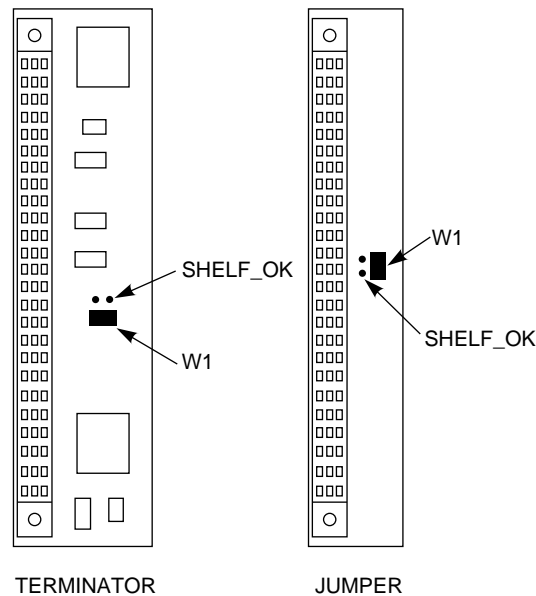 W1
SHELF_OK
SHELF_OK
W1
TERMINATOR
JUMPER